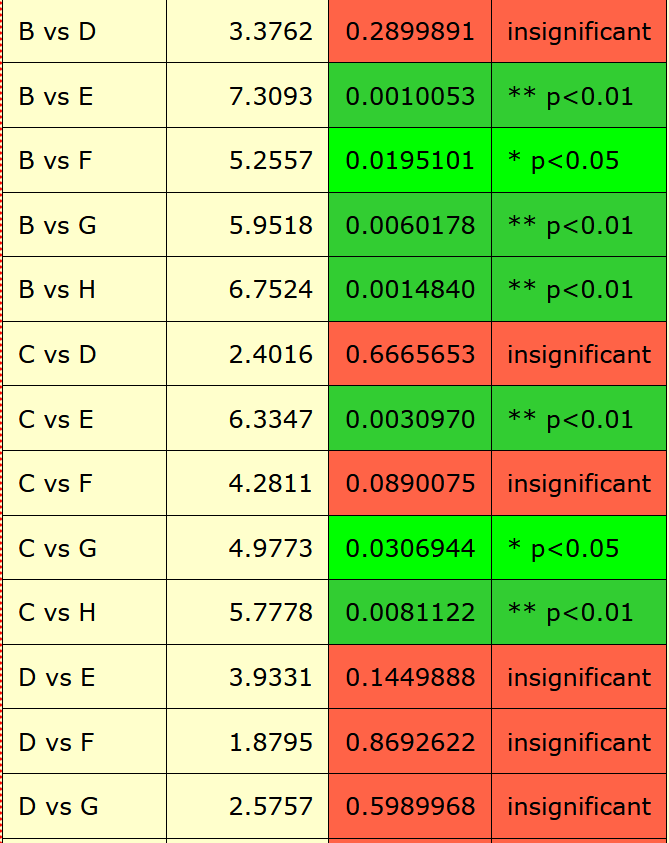 B vs D 3.3762 0.2899891 insignificant
B vs E 7.3093 0.0010053 ** p<0.01
B vs F 5.2557 0.0195101 * p<0.05
B vs G 5.9518 0.0060178 ** p<0.01
B vs H 6.7524 0.0014840 ** p<0.01
C vs D 2.4016 0.6665653 insignificant
C vs E 6.3347 0.0030970 ** p<0.01
C vs F 4.2811 0.0890075 insignificant
C vs G 4.9773 0.0306944 * p<0.05
C vs H 5.7778 0.0081122 ** p<0.01
D vs E 3.9331 0.1449888 insignificant
D vs F 1.8795 0.8692622 insignificant
D vs G 2.5757 0.5989968 insignificant